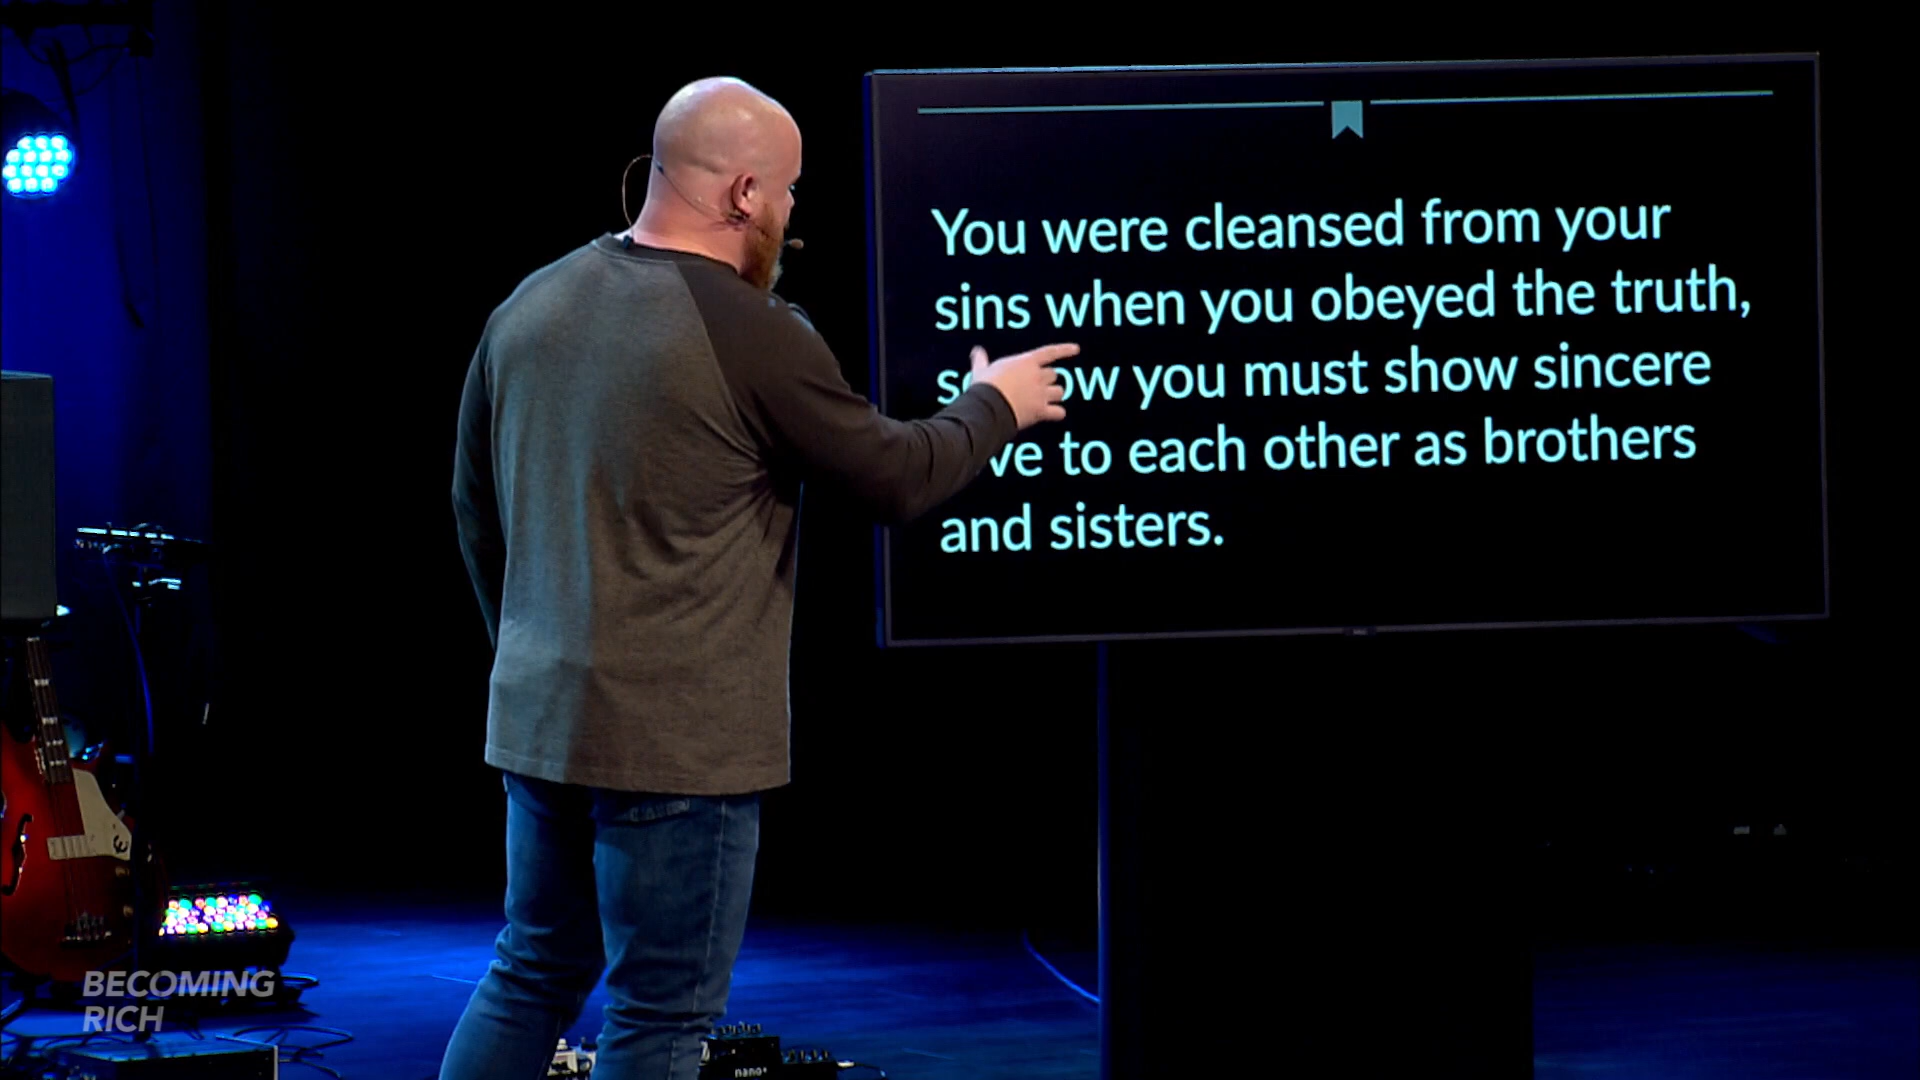 You were cleansed from your
sins when you obeyed the truth,
you must show sincere
to each other as brothers
and sisters.
BECOMING
RICH
nano+